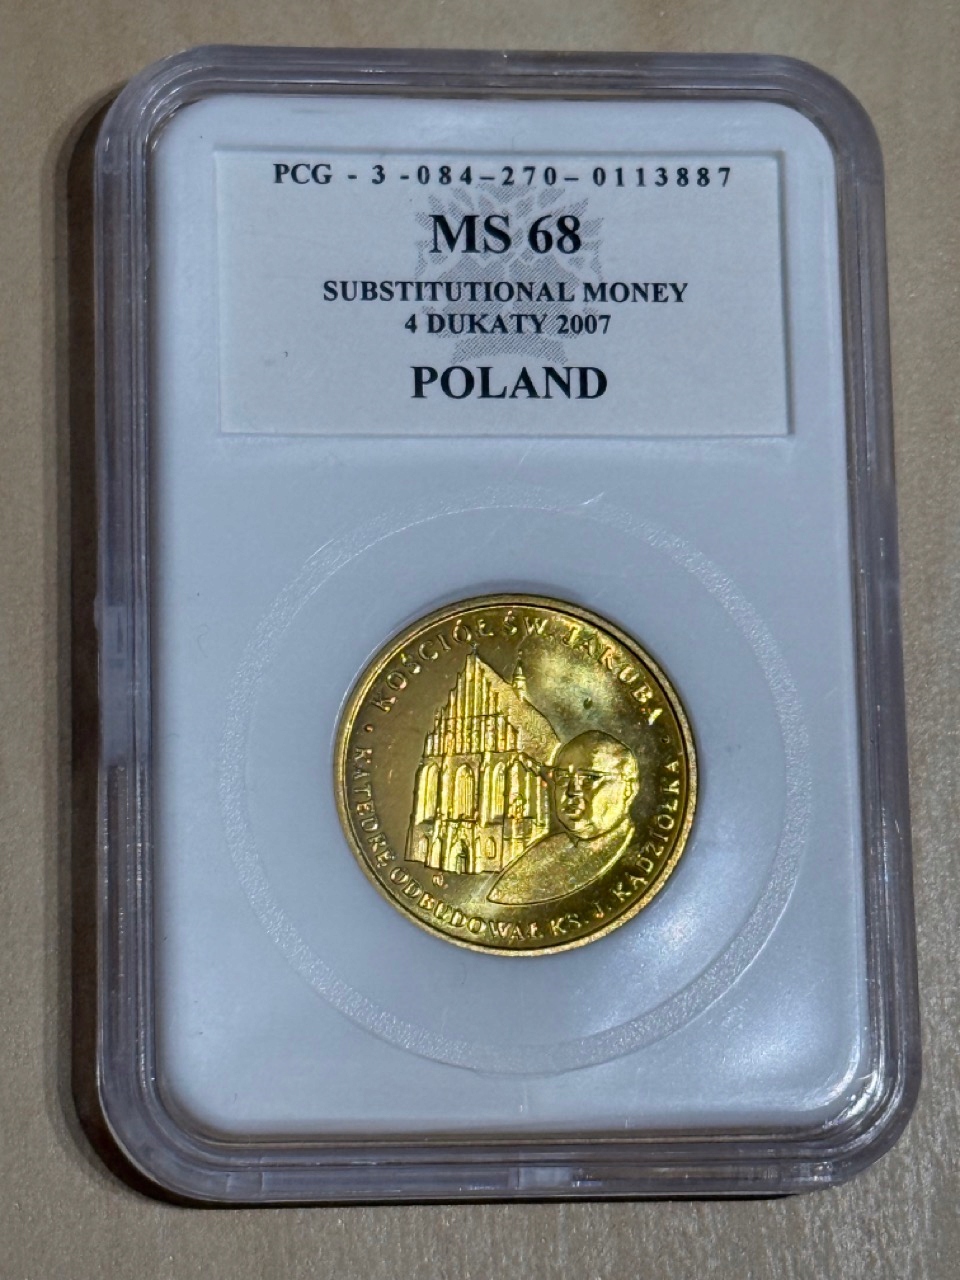 PCG - 3 -084-270- 0113887
MS 68
SUBSTITUTIONAL MONEY
4 DUKATY 2007
POLAND
• KOŚCIÓŁ ŚW. JAKUBA •
KATEDRĘ ODBUDOWAŁ KS. J. KADZIOŁKA